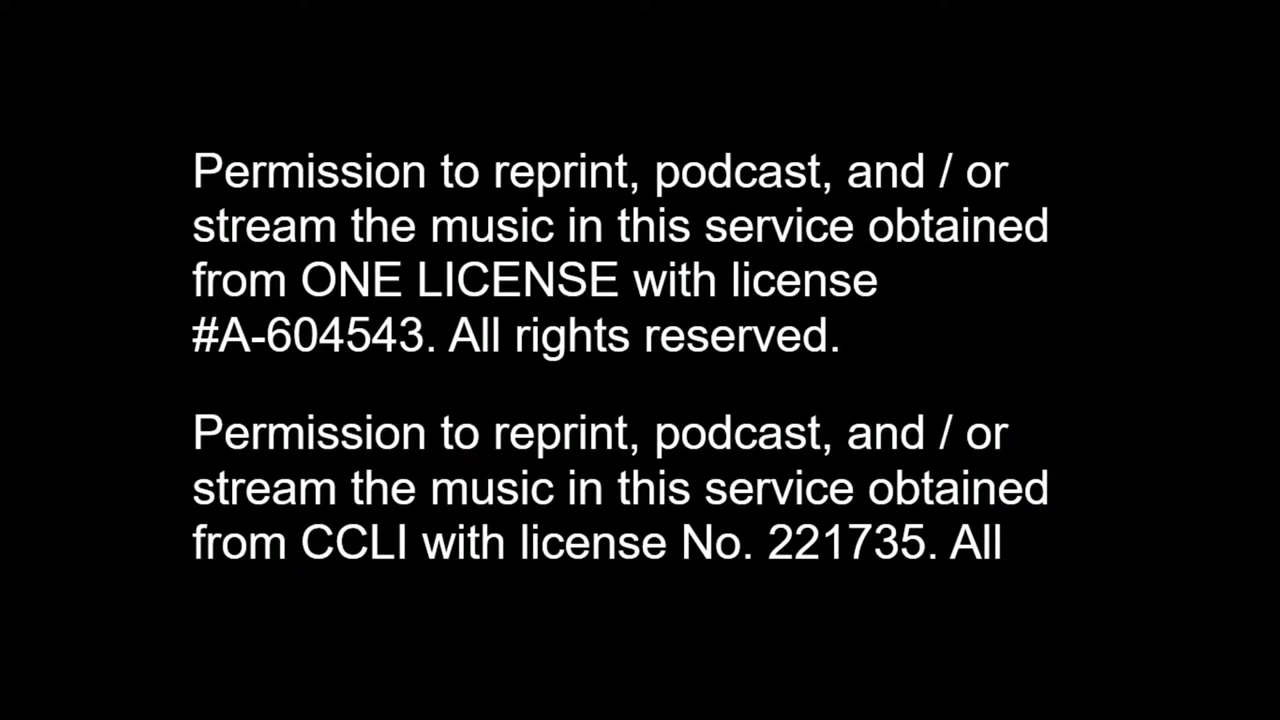 Permission to reprint, podcast, and / or
stream the music in this service obtained
from ONE LICENSE with license
#A-604543. All rights reserved.
Permission to reprint, podcast, and / or
stream the music in this service obtained
from CCLI with license No. 221735. All